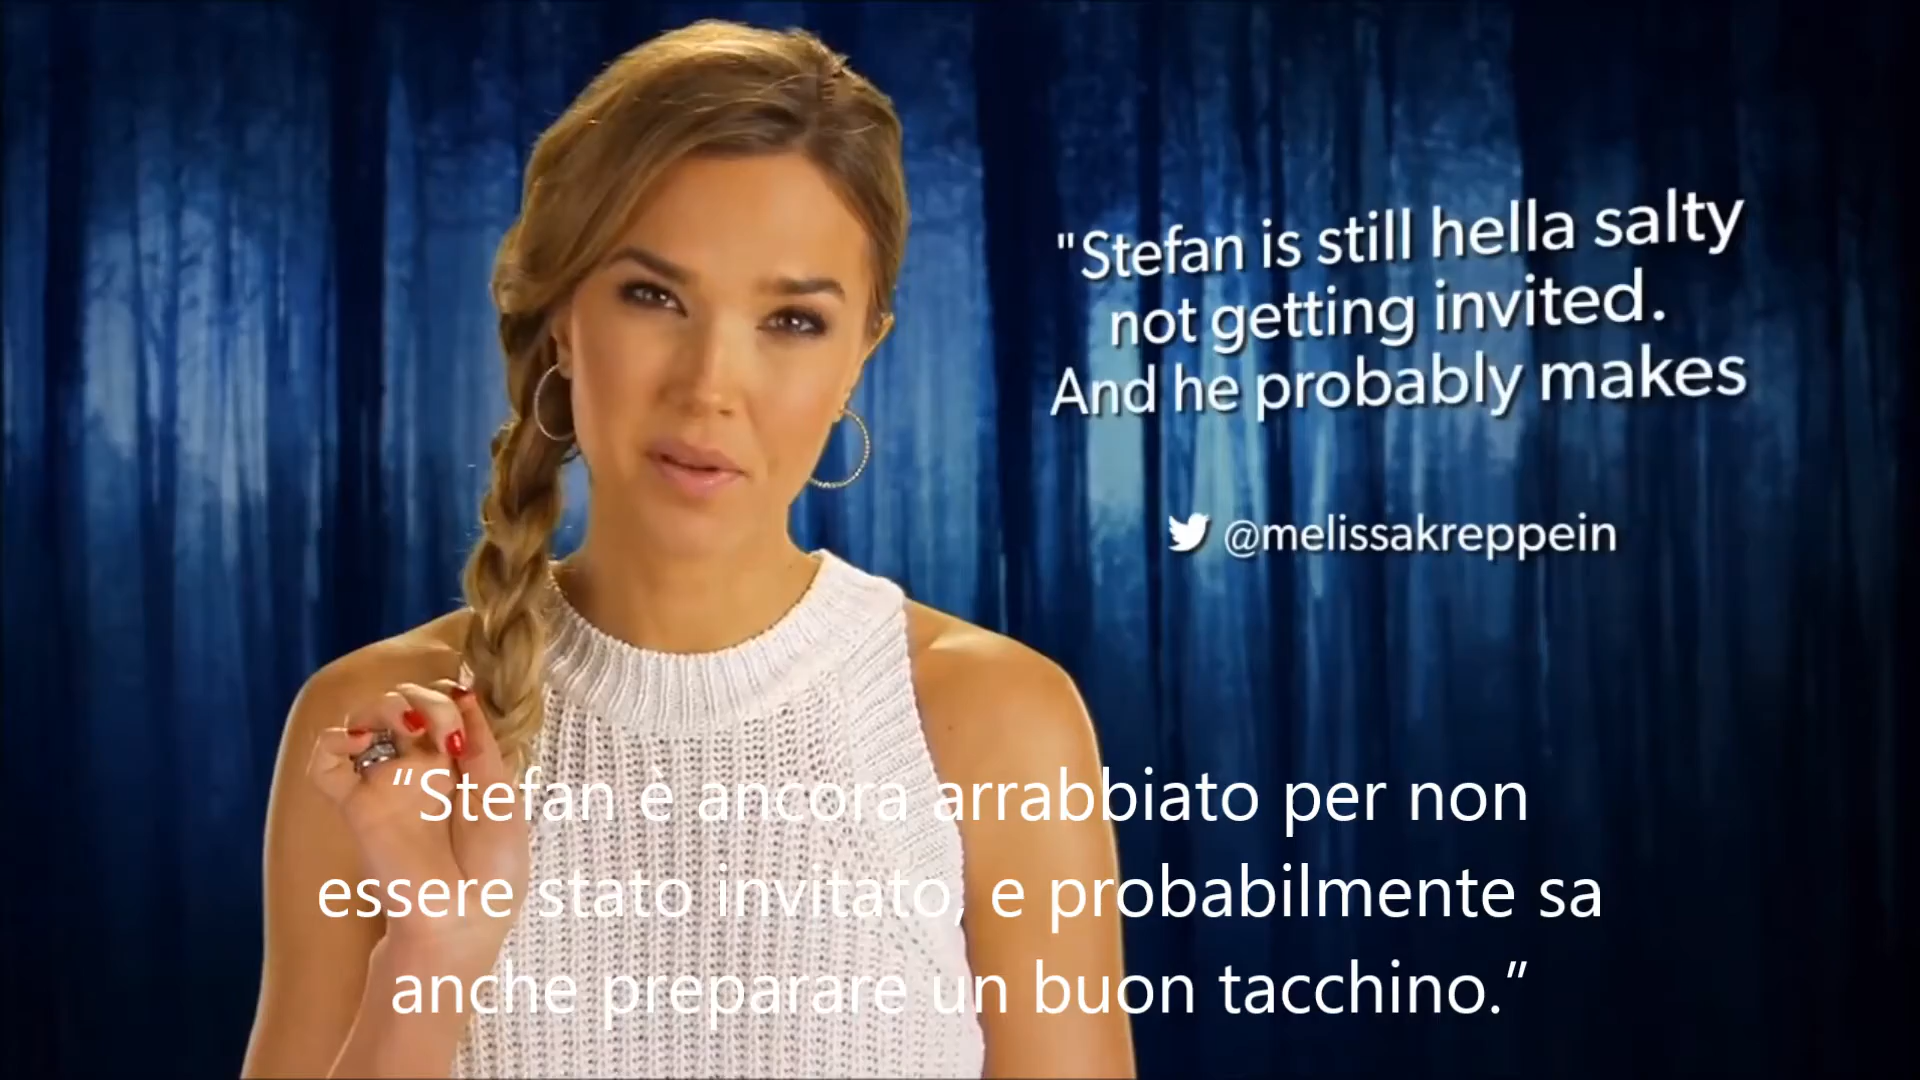 "Stefan is still hella salty
not getting invited.
And he probably makes
@melissakreppein
“Stefan è ancora arrabbiato per non
essere stato invitato, e probabilmente sa
anche preparare un buon tacchino.”